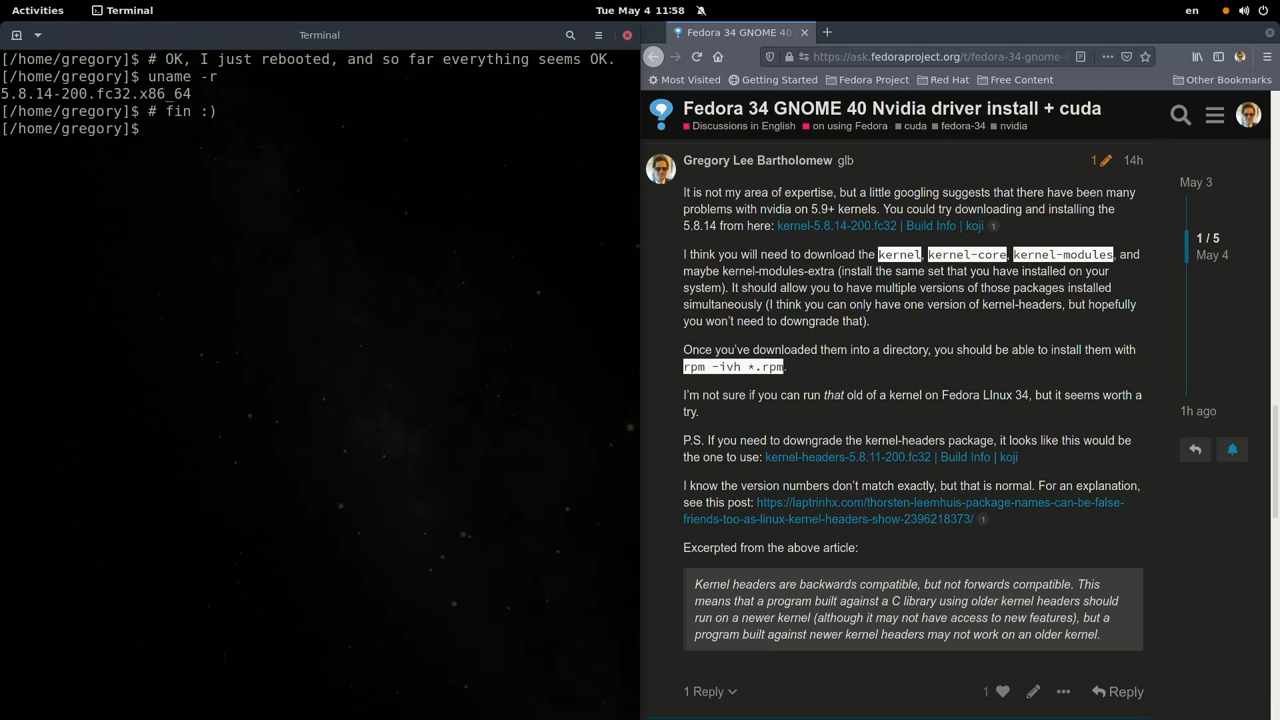 Activities
Terminal
Tue May 4 11:58
en
Terminal
[/home/gregory]$ # OK, I just rebooted, and so far everything seems OK.
[/home/gregory]$ uname -r
5.8.14-200.fc32.x86_64
[/home/gregory]$ # fin :)
[/home/gregory]$
Fedora 34 GNOME 40
https://ask.fedoraproject.org/t/fedora-34-gnome-
Most Visited
Getting Started
Fedora Project
Free Content
Other Bookmarks
Fedora 34 GNOME 40 Nvidia driver install + cuda
Discussions in English on using Fedora cuda fedora-34 nvidia
Gregory Lee Bartholomew glb
1
14h
It is not my area of expertise, but a little googling suggests that there have been many
problems with nvidia on 5.9+ kernels. You could try downloading and installing the
5.8.14 from here: kernel-5.8.14-200.fc32 | Build Info | koji 1
I think you will need to download the kernel, kernel-core, kernel-modules, and
maybe kernel-modules-extra (install the same set that you have installed on your
system). It should allow you to have multiple versions of those packages installed
simultaneously (I think you can only have one version of kernel-headers, but hopefully
you won't need to downgrade that).
Once you've downloaded them into a directory, you should be able to install them with
rpm -ivh *.rpm.
I'm not sure if you can run that old of a kernel on Fedora LInux 34, but it seems worth a
try.
P.S. If you need to downgrade the kernel-headers package, it looks like this would be
the one to use: kernel-headers-5.8.11-200.fc32 | Build Info | koji
I know the version numbers don't match exactly, but that is normal. For an explanation,
see this post: https://laptrinhx.com/thorsten-leemhuis-package-names-can-be-false-
friends-too-as-linux-kernel-headers-show-2396218373/ 1
Excerpted from the above article:
Kernel headers are backwards compatible, but not forwards compatible. This
means that a program built against a C library using older kernel headers should
run on a newer kernel (although it may not have access to new features), but a
program built against newer kernel headers may not work on an older kernel.
1 Reply
1
Reply
May 3
1 / 5
May 4
1h ago